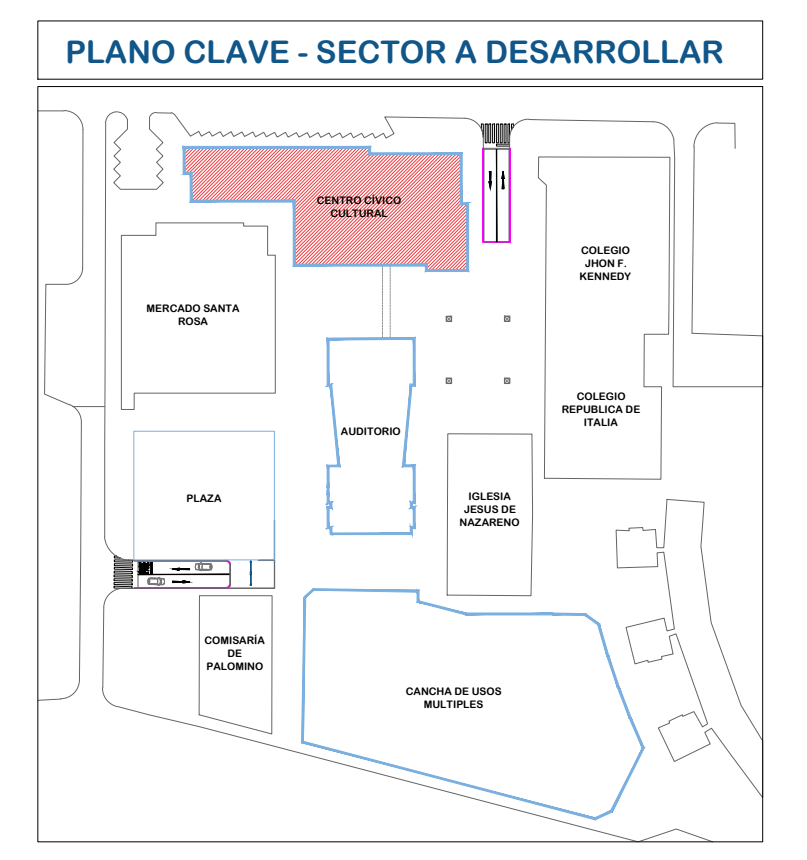 PLANO CLAVE - SECTOR A DESARROLLAR
CENTRO CÍVICO
CULTURAL
COLEGIO
JHON F.
KENNEDY
MERCADO SANTA
ROSA
COLEGIO
REPUBLICA DE
ITALIA
AUDITORIO
PLAZA
IGLESIA
JESUS DE
NAZARENO
COMISARÍA
DE
PALOMINO
CANCHA DE USOS
MULTIPLES